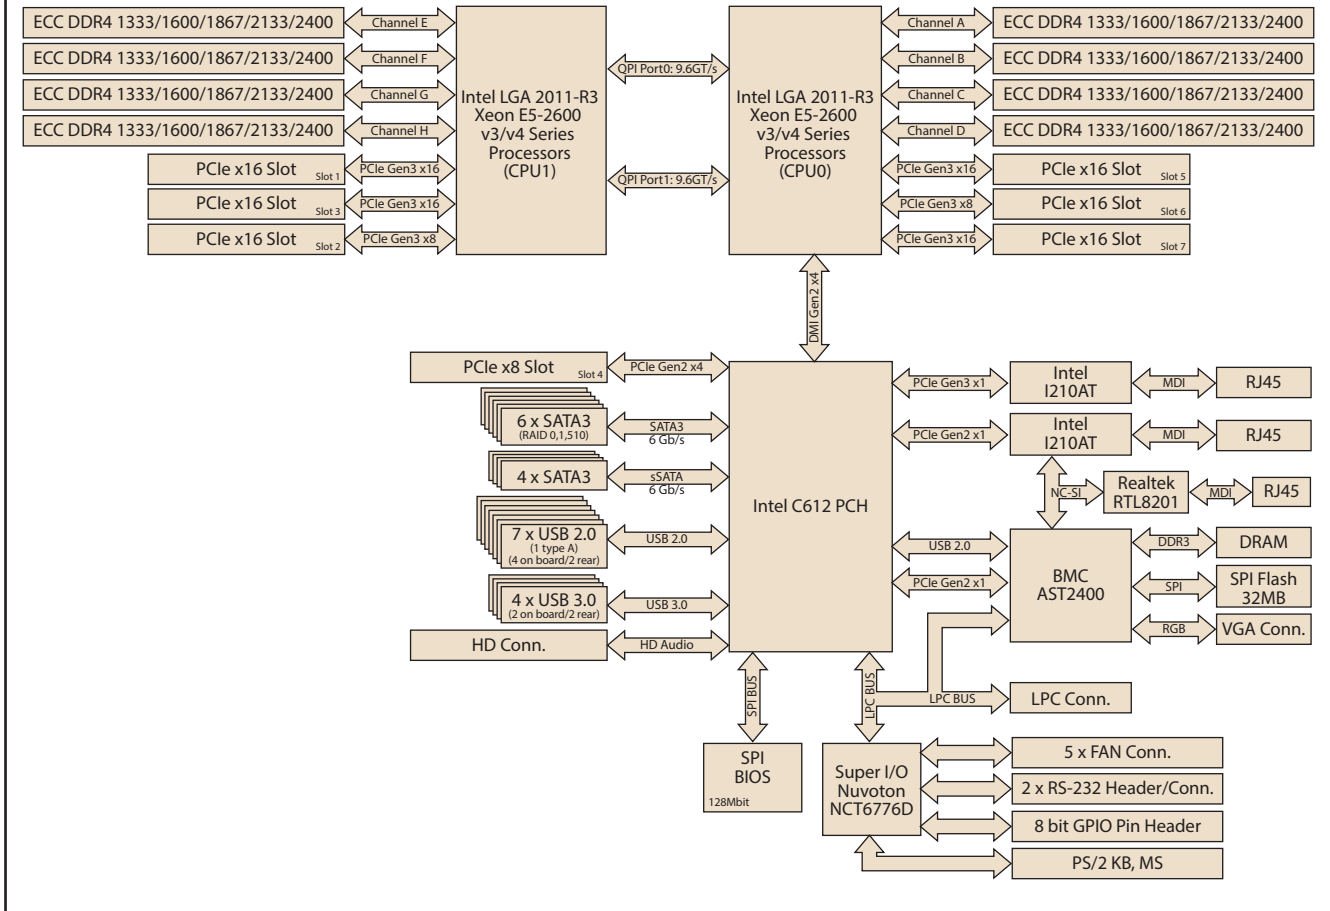 ECC DDR4 1333/1600/1867/2133/2400
Channel E
ECC DDR4 1333/1600/1867/2133/2400
Channel F
ECC DDR4 1333/1600/1867/2133/2400
Channel G
ECC DDR4 1333/1600/1867/2133/2400
Channel H
PCIe x16 Slot
Slot 1
PCIe Gen3 x16
PCIe x16 Slot
Slot 3
PCIe Gen3 x16
PCIe x16 Slot
Slot 2
PCIe Gen3 x8
Intel LGA 2011-R3
Xeon E5-2600
v3/v4 Series
Processors
(CPU1)
QPI Port0: 9.6GT/s
QPI Port1: 9.6GT/s
Intel LGA 2011-R3
Xeon E5-2600
v3/v4 Series
Processors
(CPU0)
Channel A
ECC DDR4 1333/1600/1867/2133/2400
Channel B
ECC DDR4 1333/1600/1867/2133/2400
Channel C
ECC DDR4 1333/1600/1867/2133/2400
Channel D
ECC DDR4 1333/1600/1867/2133/2400
PCIe Gen3 x16
PCIe x16 Slot
Slot 5
PCIe Gen3 x8
PCIe x16 Slot
Slot 6
PCIe Gen3 x16
PCIe x16 Slot
Slot 7
DMI Gen2 x4
PCIe x8 Slot
Slot 4
PCIe Gen2 x4
6 x SATA3
(RAID 0,1,510)
SATA3
6 Gb/s
4 x SATA3
sSATA
6 Gb/s
7 x USB 2.0
(1 type A)
(4 on board/2 rear)
USB 2.0
4 x USB 3.0
(2 on board/2 rear)
USB 3.0
HD Conn.
HD Audio
Intel C612 PCH
PCIe Gen3 x1
Intel
I210AT
MDI
RJ45
PCIe Gen2 x1
Intel
I210AT
MDI
RJ45
NC-SI
Realtek
RTL8201
MDI
RJ45
USB 2.0
PCIe Gen2 x1
BMC
AST2400
DDR3
DRAM
SPI
SPI Flash
32MB
RGB
VGA Conn.
SPI BUS
LPC BUS
LPC BUS
LPC Conn.
SPI
BIOS
128Mbit
Super I/O
Nuvoton
NCT6776D
5 x FAN Conn.
2 x RS-232 Header/Conn.
8 bit GPIO Pin Header
PS/2 KB, MS